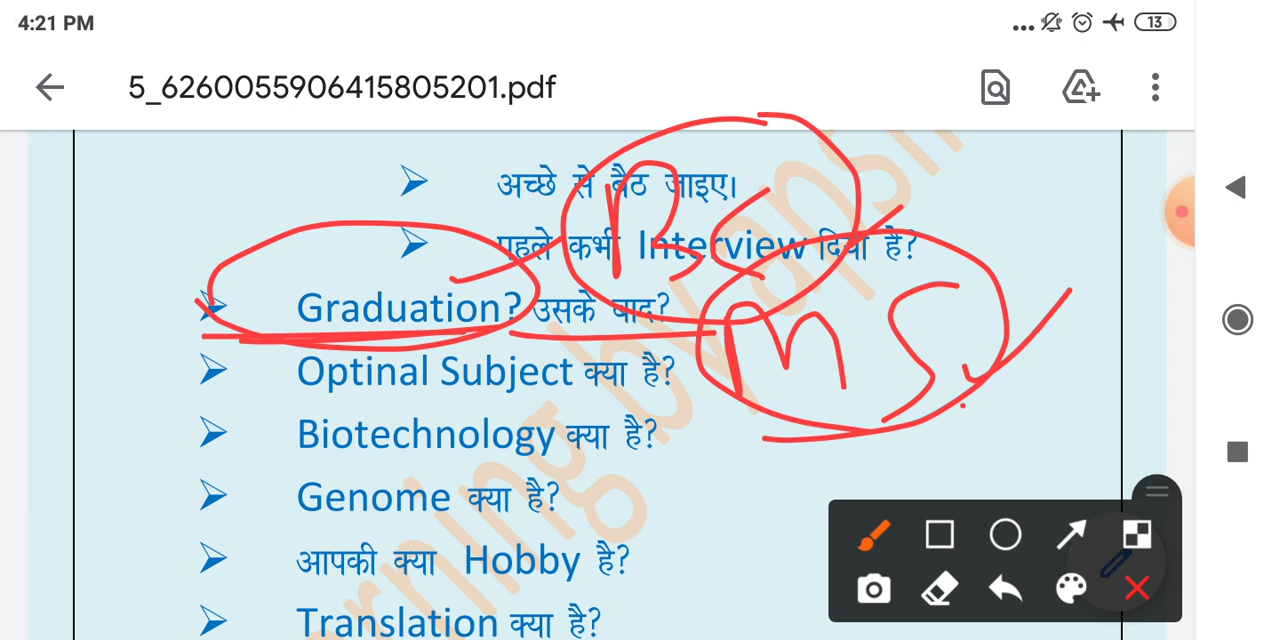 4:21 PM
13
5_6260055906415805201.pdf
➢ अच्छे से बैठ जाइए।
➢ पहले कभी Interview दिया है?
➢ Graduation? उसके बाद?
➢ Optinal Subject क्या है?
➢ Biotechnology क्या है?
➢ Genome क्या है?
➢ आपकी क्या Hobby है?
➢ Translation क्या है?